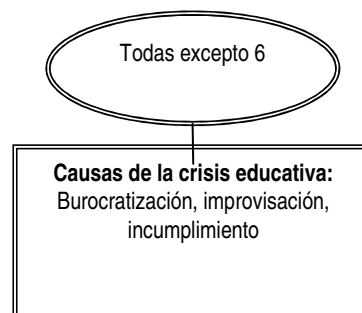 Todas excepto 6
Causas de la crisis educativa:
Burocratización, improvisación,
incumplimiento